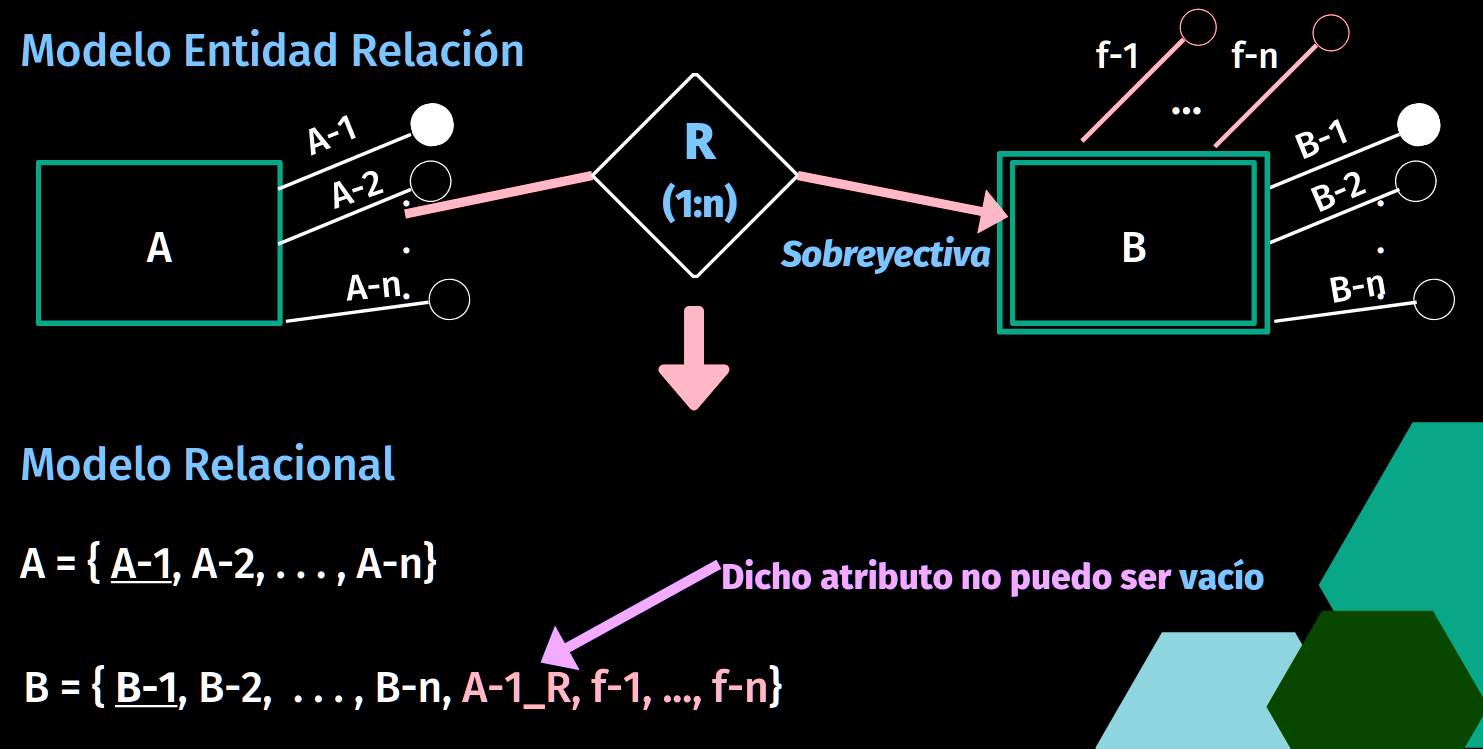 Modelo Entidad Relación
f-1
f-n
...
A-1
A-2
.
.
.
A-n
A
R
(1:n)
Sobreyectiva
B
B-1
B-2
.
.
.
B-n
Modelo Relacional
A = { A-1, A-2, . . . , A-n}
Dicho atributo no puedo ser vacío
B = { B-1, B-2, . . . , B-n, A-1_R, f-1, ..., f-n}